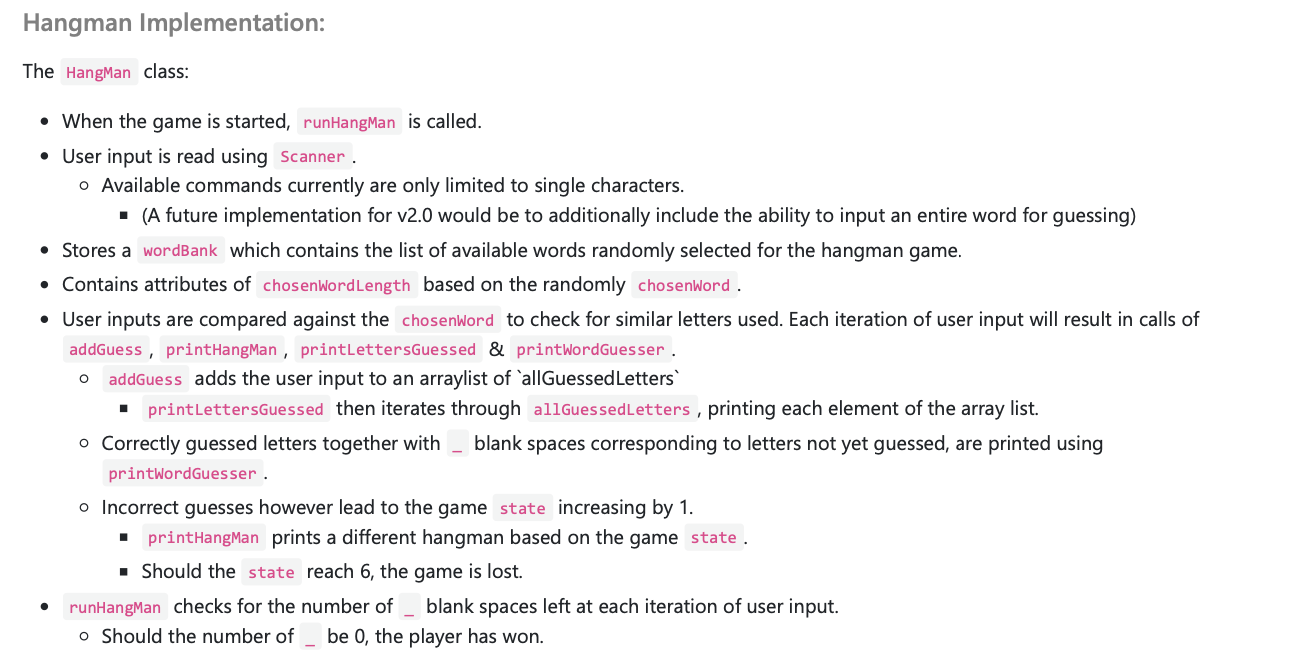 Hangman Implementation:
The HangMan class:
When the game is started, runHangMan is called.
User input is read using Scanner.
Available commands currently are only limited to single characters.
(A future implementation for v2.0 would be to additionally include the ability to input an entire word for guessing)
Stores a wordBank which contains the list of available words randomly selected for the hangman game.
Contains attributes of chosenWordLength based on the randomly chosenWord.
User inputs are compared against the chosenWord to check for similar letters used. Each iteration of user input will result in calls of
addGuess, printHangMan, printLettersGuessed & printWordGuesser.
addGuess adds the user input to an arraylist of `allGuessedLetters`
printLettersGuessed then iterates through allGuessedLetters, printing each element of the array list.
Correctly guessed letters together with _ blank spaces corresponding to letters not yet guessed, are printed using
printWordGuesser.
Incorrect guesses however lead to the game state increasing by 1.
printHangMan prints a different hangman based on the game state.
Should the state reach 6, the game is lost.
runHangMan checks for the number of _ blank spaces left at each iteration of user input.
Should the number of _ be 0, the player has won.